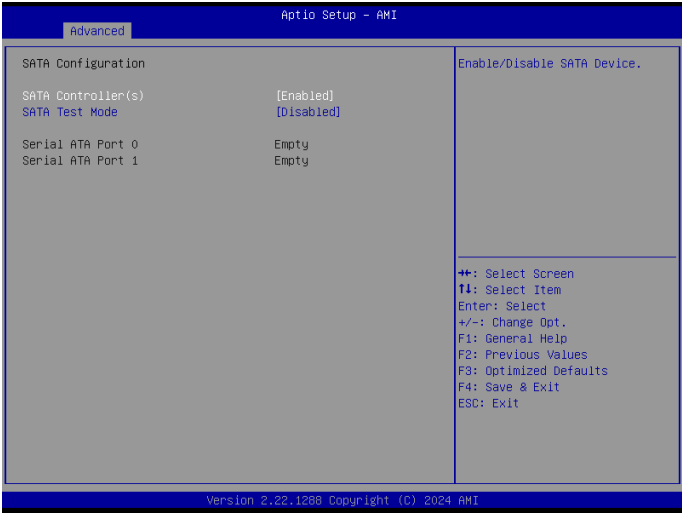 Aptio Setup – AMI
Advanced
SATA Configuration
SATA Controller(s) [Enabled]
SATA Test Mode [Disabled]
Serial ATA Port 0 Empty
Serial ATA Port 1 Empty
Enable/Disable SATA Device.
→←: Select Screen
↑↓: Select Item
Enter: Select
+/-: Change Opt.
F1: General Help
F2: Previous Values
F3: Optimized Defaults
F4: Save & Exit
ESC: Exit
Version 2.22.1288 Copyright (C) 2024 AMI